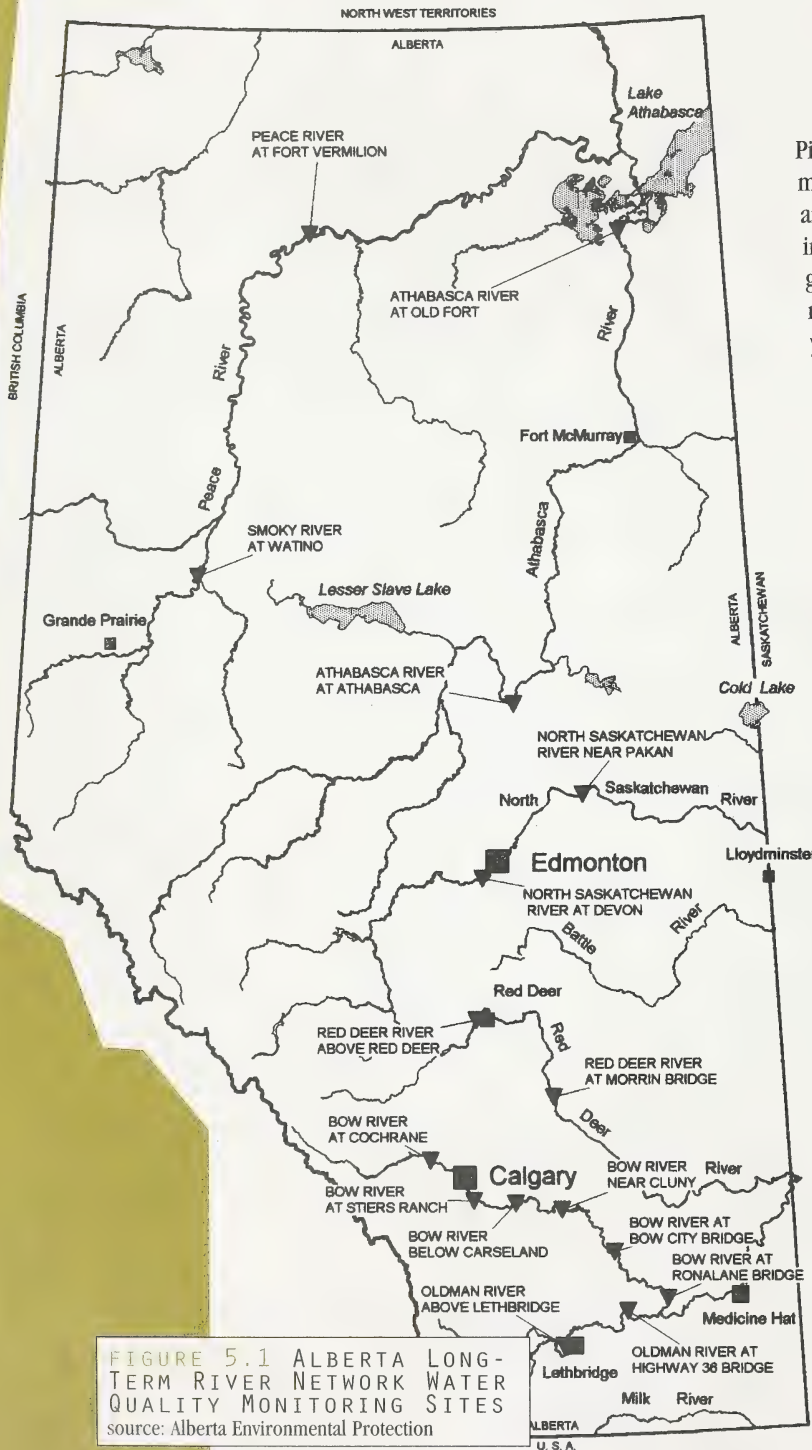 NORTH WEST TERRITORIES
ALBERTA
Lake
Athabasca
PEACE RIVER
AT FORT VERMILION
ATHABASCA RIVER
AT OLD FORT
BRITISH COLUMBIA
ALBERTA
River
River
Fort McMurray
Peace
SMOKY RIVER
AT WATINO
Athabasca
Lesser Slave Lake
Grande Prairie
ALBERTA
SASKATCHEWAN
ATHABASCA RIVER
AT ATHABASCA
Cold Lake
NORTH SASKATCHEWAN
RIVER NEAR PAKAN
North Saskatchewan River
Edmonton
Lloydminster
NORTH SASKATCHEWAN
RIVER AT DEVON
Battle River
Red Deer
RED DEER RIVER
ABOVE RED DEER
Red
RED DEER RIVER
AT MORRIN BRIDGE
Deer
BOW RIVER
AT COCHRANE
Calgary
BOW RIVER
NEAR CLUNY
River
BOW RIVER
AT STIERS RANCH
BOW RIVER
BELOW CARSELAND
BOW RIVER AT
BOW CITY BRIDGE
BOW RIVER AT
RONALANE BRIDGE
OLDMAN RIVER
ABOVE LETHBRIDGE
Medicine Hat
OLDMAN RIVER AT
HIGHWAY 36 BRIDGE
Lethbridge
Milk River
ALBERTA
U. S. A.
FIGURE 5.1 ALBERTA LONG-
TERM RIVER NETWORK WATER
QUALITY MONITORING SITES
source: Alberta Environmental Protection